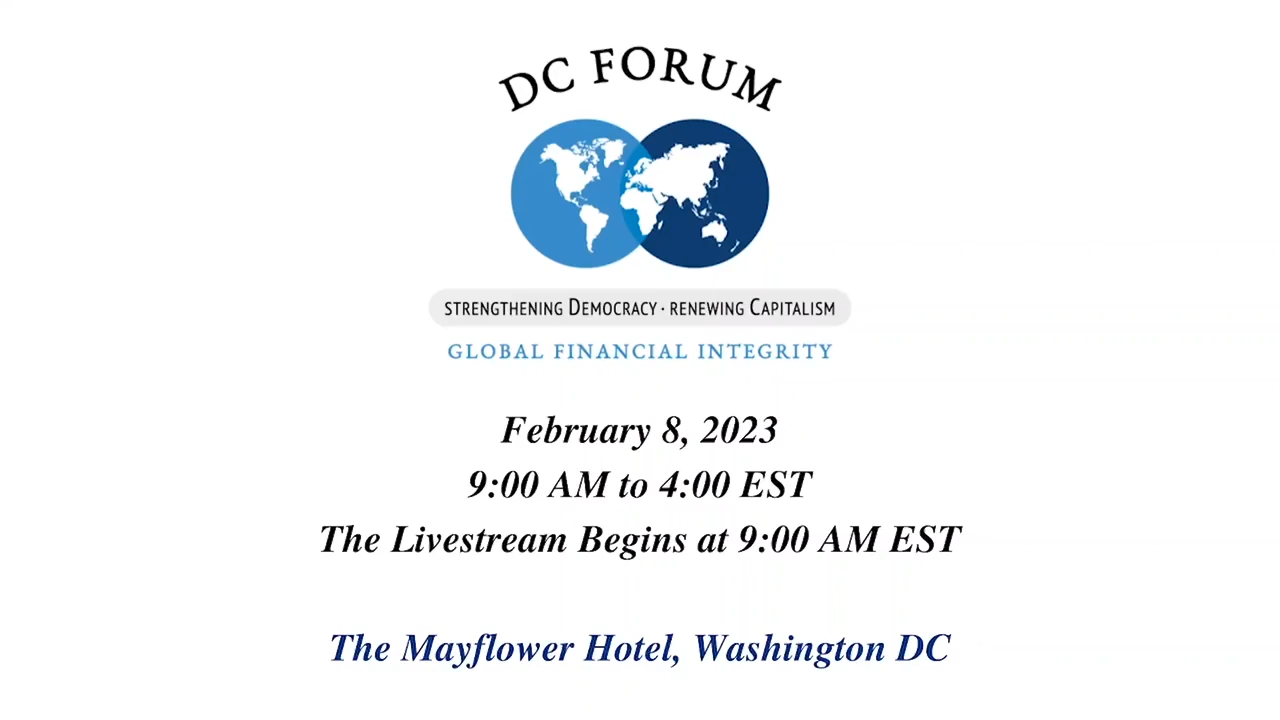 DC FORUM
STRENGTHENING DEMOCRACY · RENEWING CAPITALISM
GLOBAL FINANCIAL INTEGRITY
February 8, 2023
9:00 AM to 4:00 EST
The Livestream Begins at 9:00 AM EST
The Mayflower Hotel, Washington DC